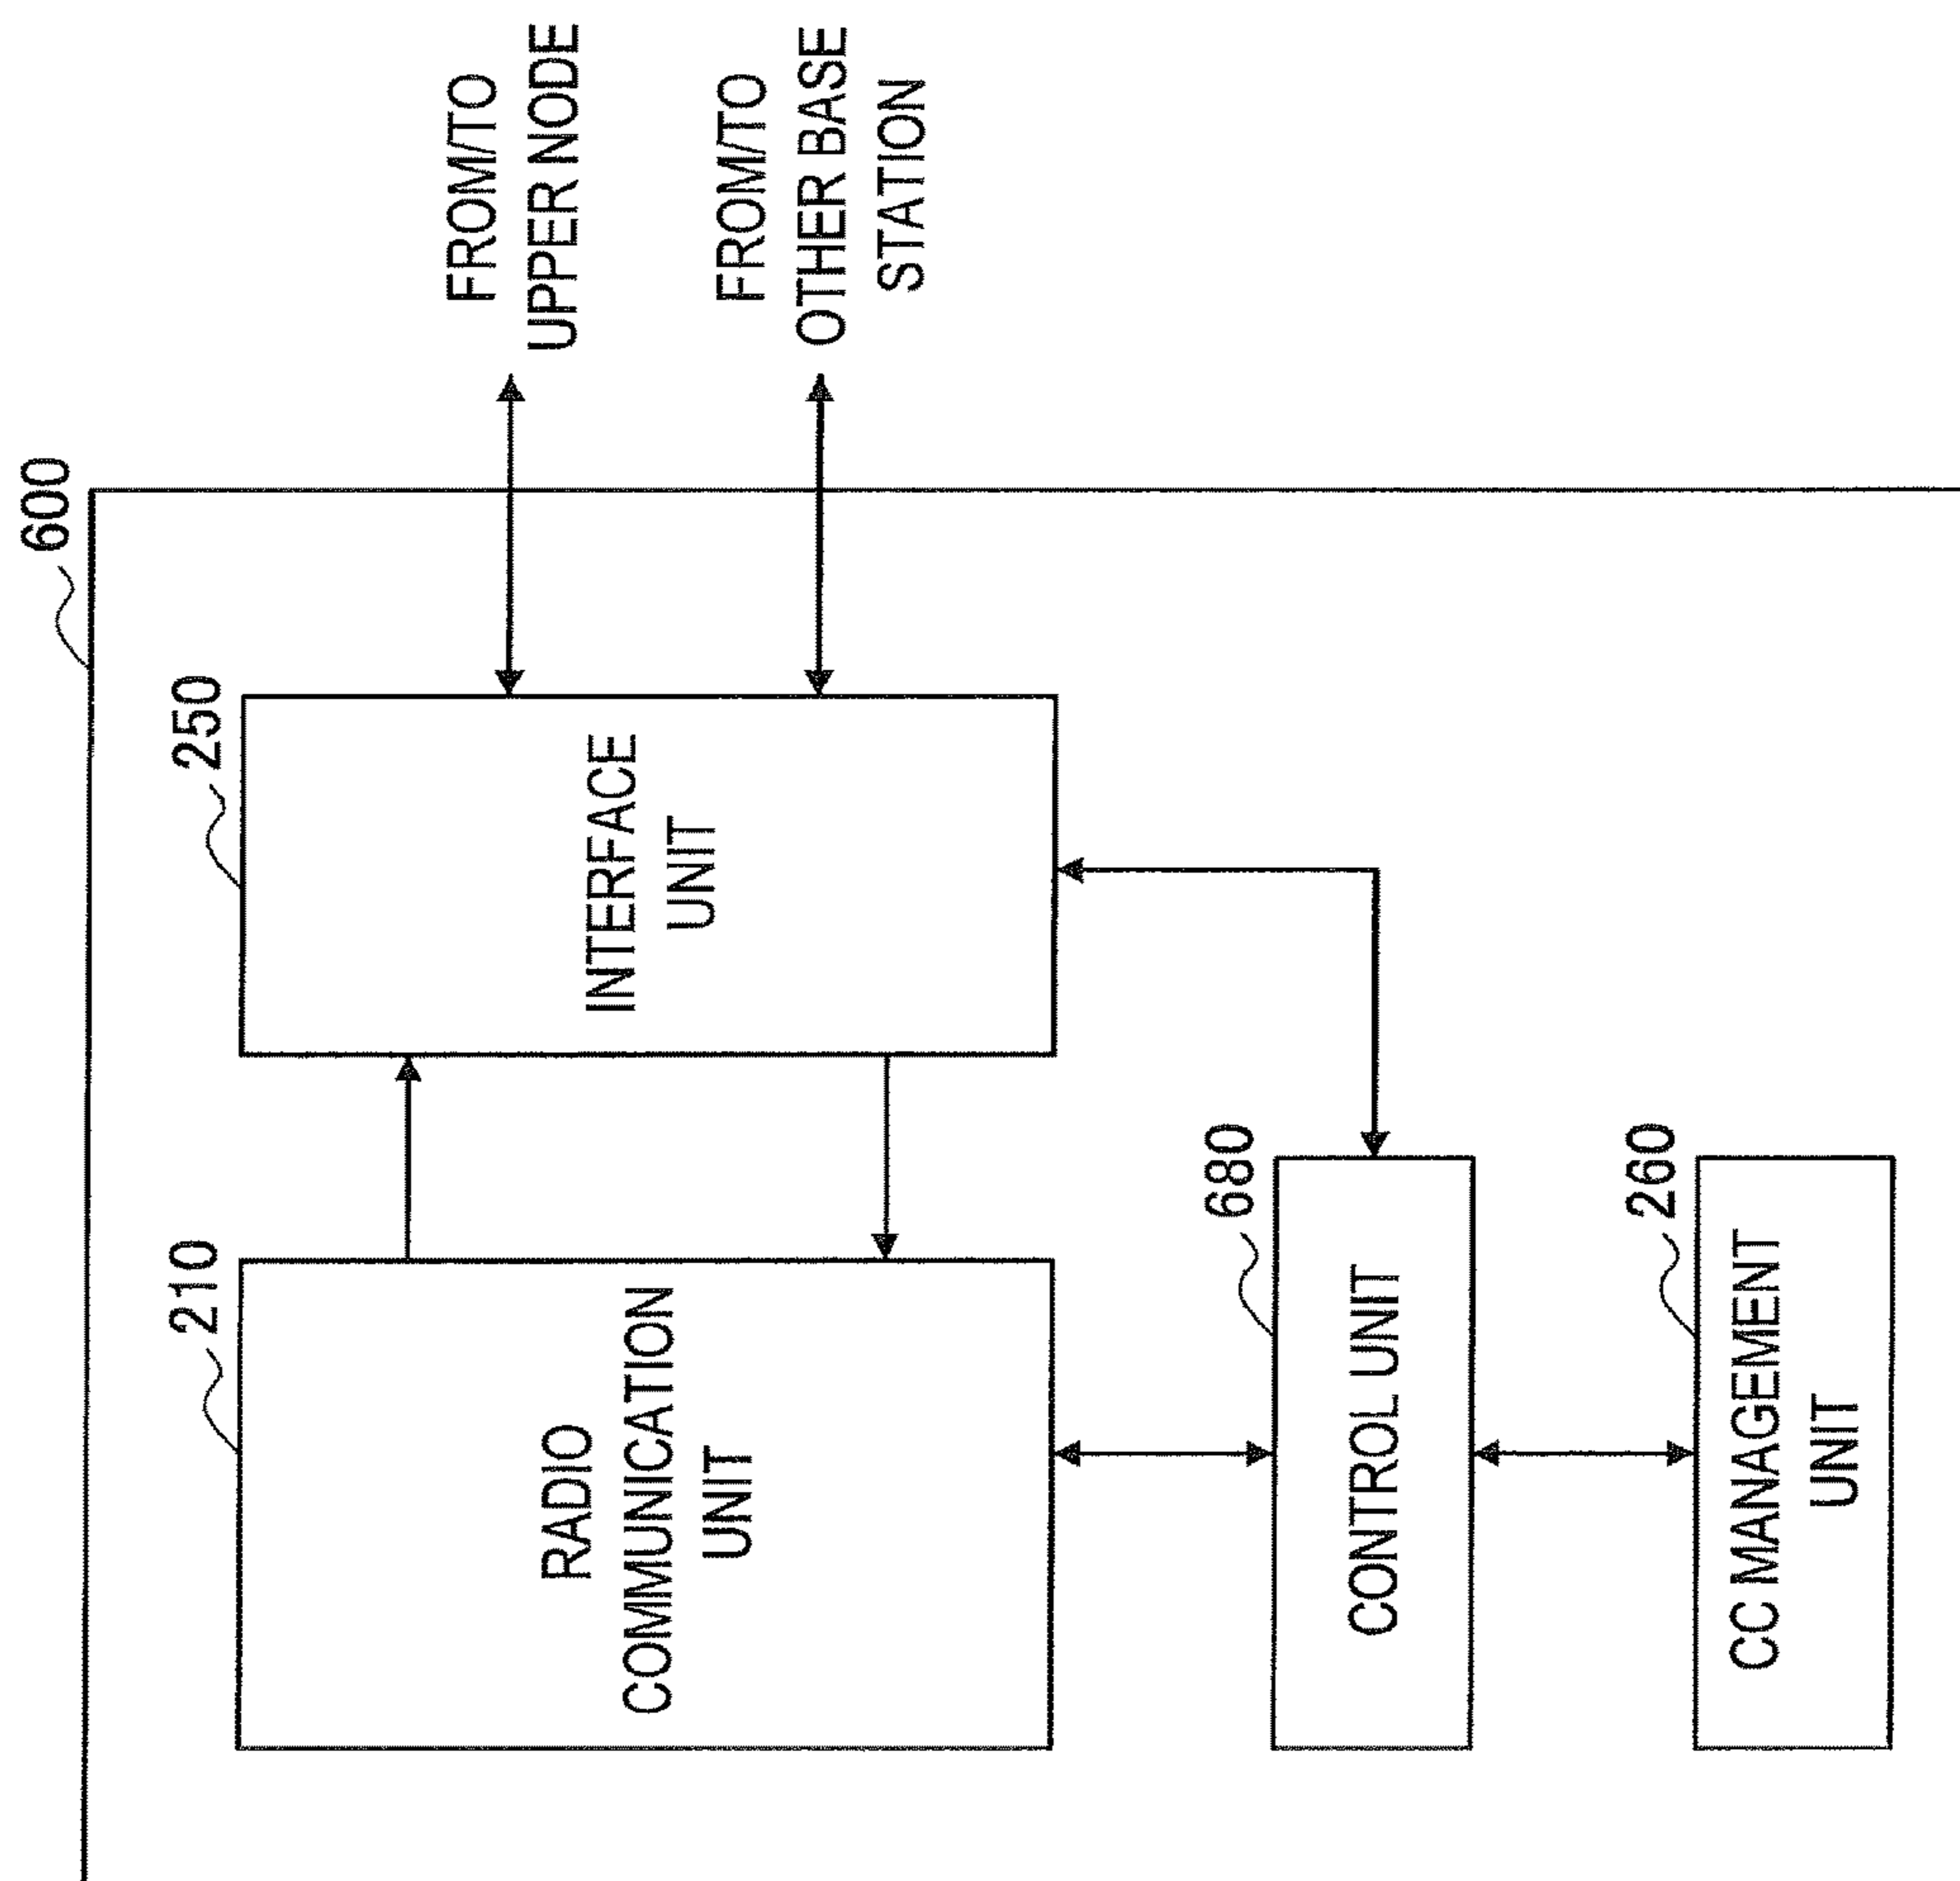 600
210
RADIO
COMMUNICATION
UNIT
250
INTERFACE
UNIT
FROM/TO
UPPER NODE
FROM/TO
OTHER BASE
STATION
680
CONTROL UNIT
260
CC MANAGEMENT
UNIT